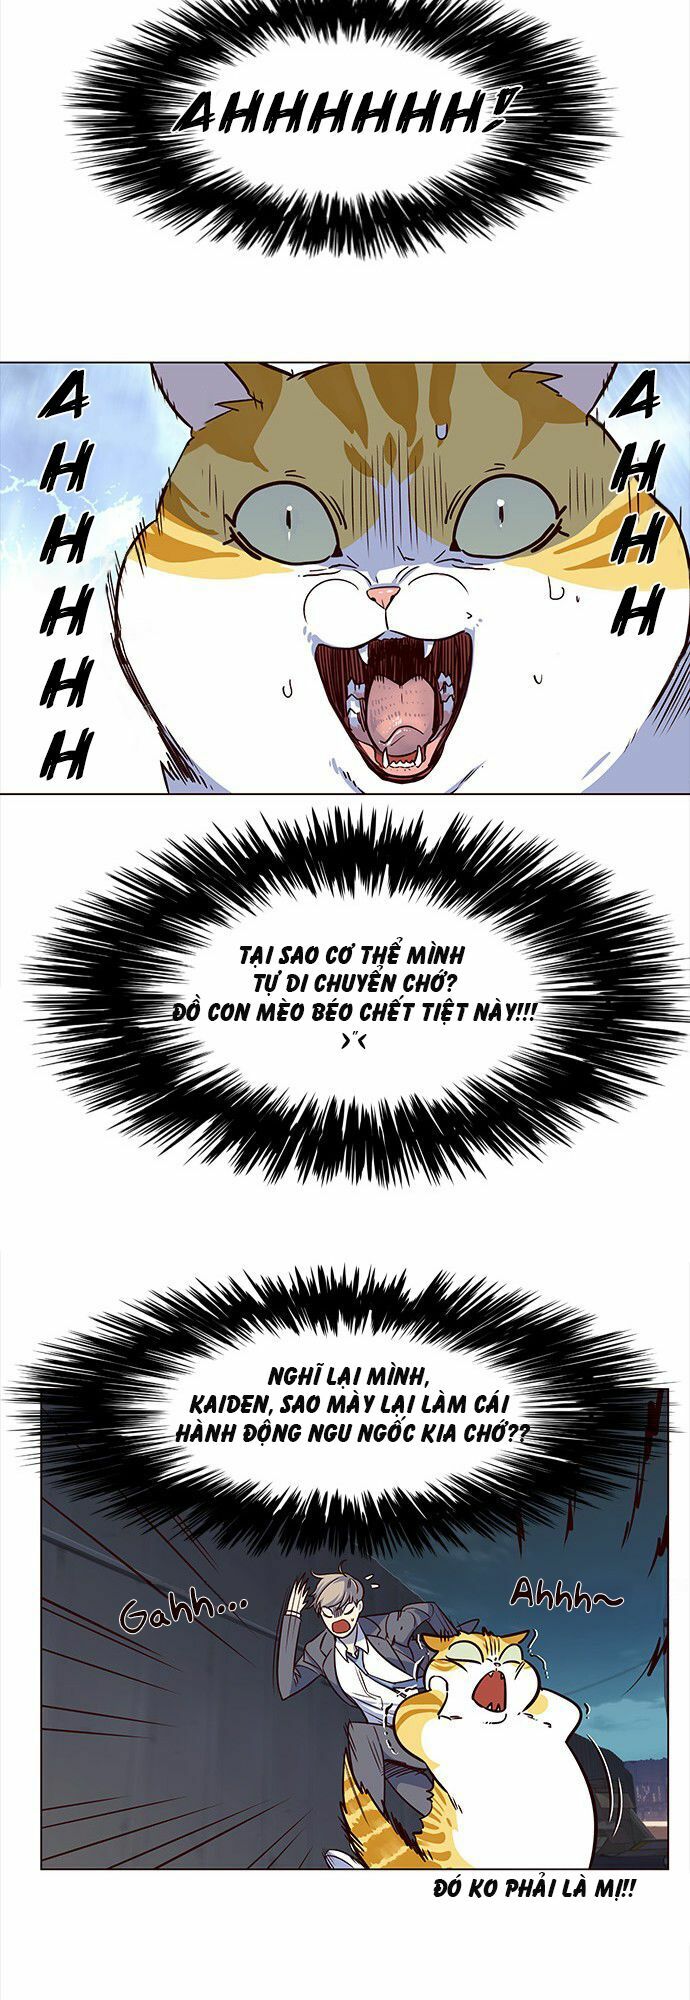 AHHHHHH!!
A
H
H
H
H
H
A
H
H
H
TẠI SAO CƠ THỂ MÌNH
TỰ DI CHUYỂN CHỚ?
ĐỒ CON MÈO BÉO CHẾT TIỆT NÀY!!!
>"<
NGHĨ LẠI MÌNH,
KAIDEN, SAO MÀY LẠI LÀM CÁI
HÀNH ĐỘNG NGU NGỐC KIA CHỚ??
Gahh...
Ahhh~
ĐÓ KO PHẢI LÀ MỊ!!